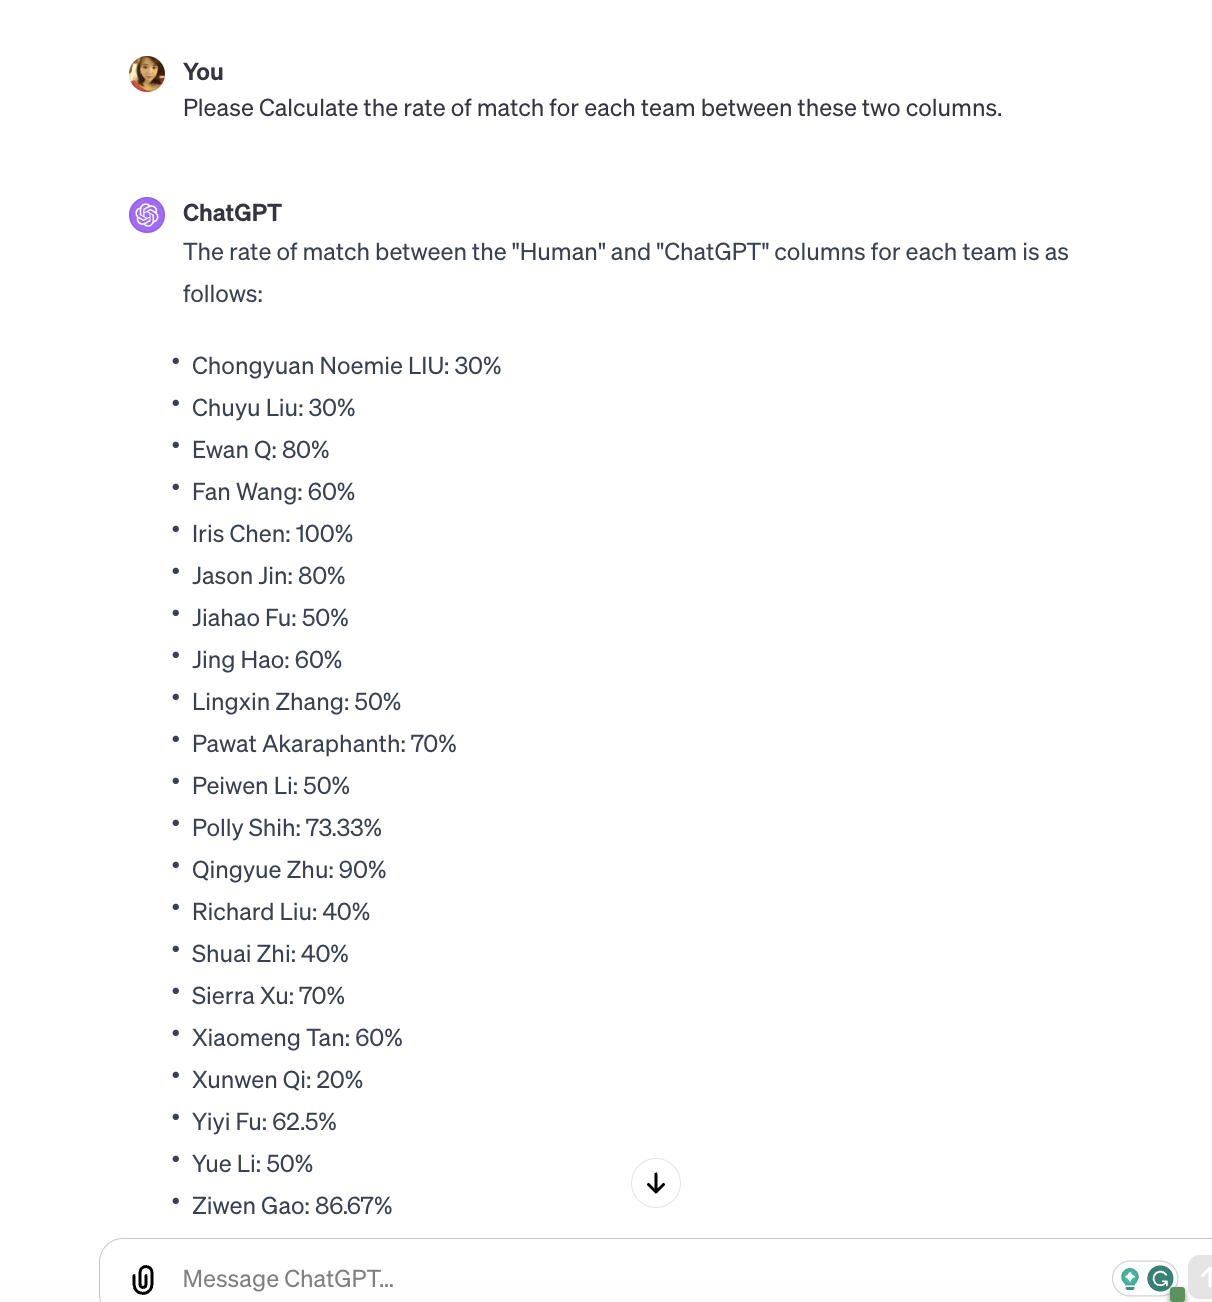 You
Please Calculate the rate of match for each team between these two columns.
ChatGPT
The rate of match between the "Human" and "ChatGPT" columns for each team is as
follows:
• Chongyuan Noemie LIU: 30%
• Chuyu Liu: 30%
• Ewan Q: 80%
• Fan Wang: 60%
• Iris Chen: 100%
• Jason Jin: 80%
• Jiahao Fu: 50%
• Jing Hao: 60%
• Lingxin Zhang: 50%
• Pawat Akaraphanth: 70%
• Peiwen Li: 50%
• Polly Shih: 73.33%
• Qingyue Zhu: 90%
• Richard Liu: 40%
• Shuai Zhi: 40%
• Sierra Xu: 70%
• Xiaomeng Tan: 60%
• Xunwen Qi: 20%
• Yiyi Fu: 62.5%
• Yue Li: 50%
• Ziwen Gao: 86.67%
Message ChatGPT...